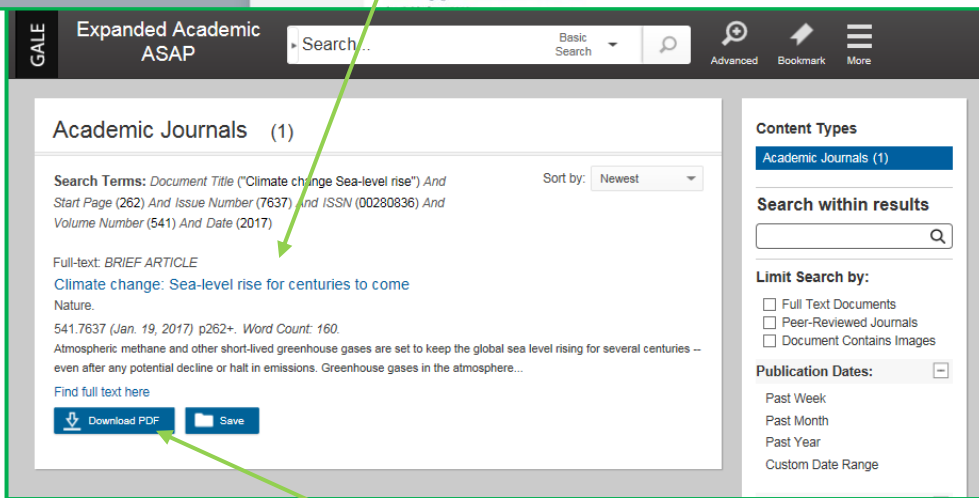 GALE
Expanded Academic
ASAP
Search...
Basic
Search
Advanced
Bookmark
More
Academic Journals (1)
Search Terms: Document Title ("Climate change Sea-level rise") And
Start Page (262) And Issue Number (7637) And ISSN (00280836) And
Volume Number (541) And Date (2017)
Sort by: Newest
Full-text: BRIEF ARTICLE
Climate change: Sea-level rise for centuries to come
Nature.
541.7637 (Jan. 19, 2017) p262+. Word Count: 160.
Atmospheric methane and other short-lived greenhouse gases are set to keep the global sea level rising for several centuries --
even after any potential decline or halt in emissions. Greenhouse gases in the atmosphere...
Find full text here
Download PDF
Save
Content Types
Academic Journals (1)
Search within results
Limit Search by:
Full Text Documents
Peer-Reviewed Journals
Document Contains Images
Publication Dates:
Past Week
Past Month
Past Year
Custom Date Range